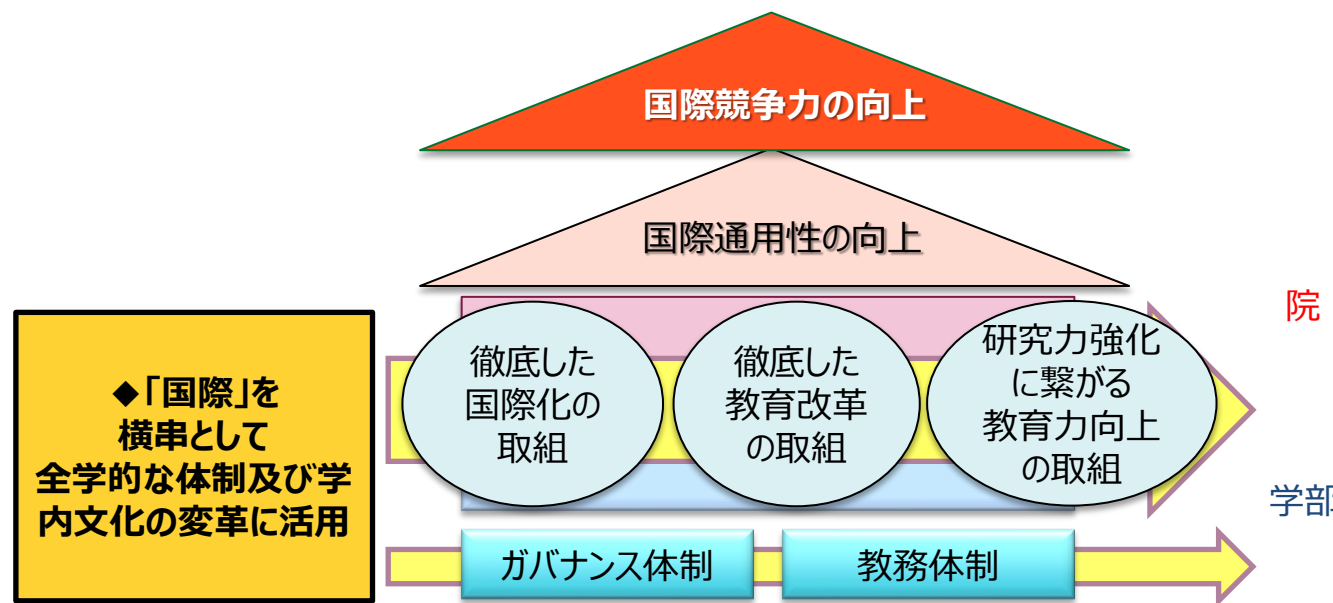 国際競争力の向上
国際通用性の向上
院
徹底した
国際化の
取組
徹底した
教育改革
の取組
研究力強化
に繋がる
教育力向上
の取組
◆「国際」を
横串として
全学的な体制及び学
内文化の変革に活用
学部
ガバナンス体制
教務体制